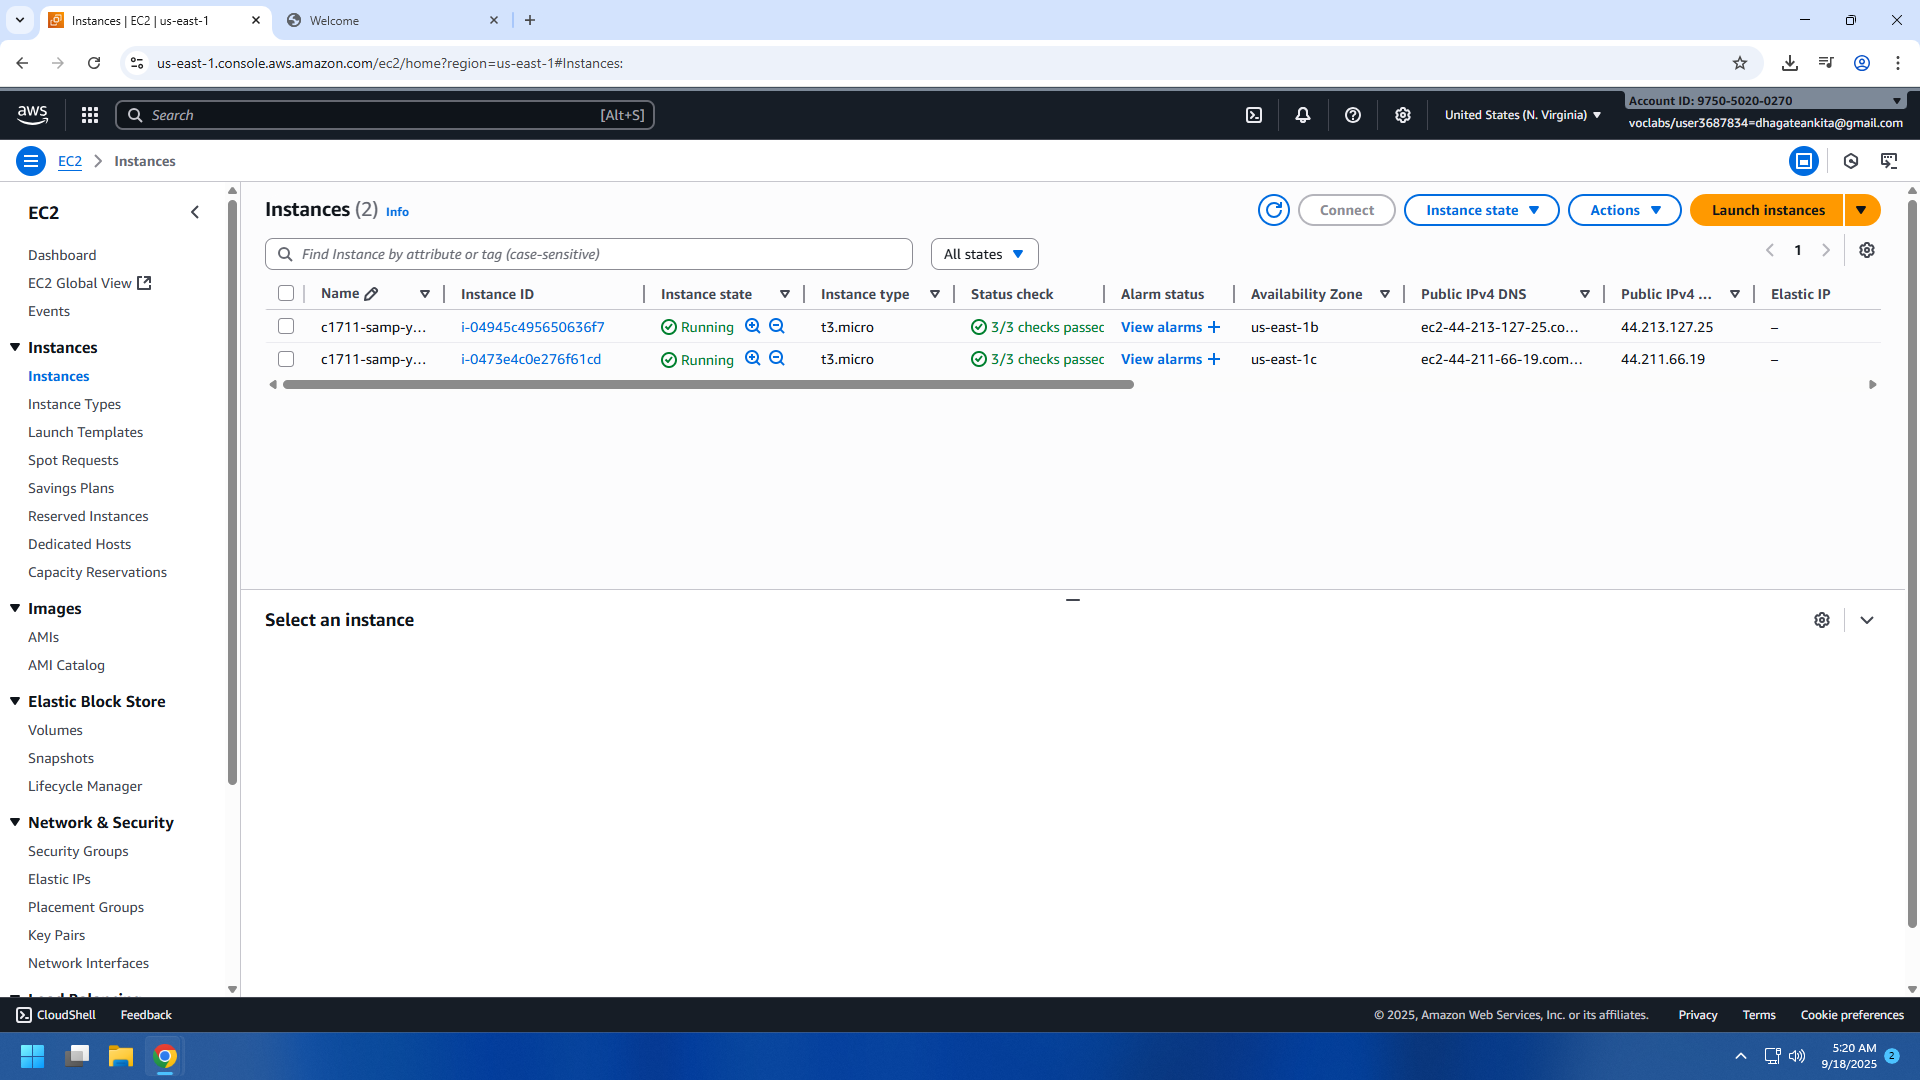 Instances | EC2 | us-east-1
Welcome
us-east-1.console.aws.amazon.com/ec2/home?region=us-east-1#Instances:
aws
Search
[Alt+S]
United States (N. Virginia)
Account ID: 9750-5020-0270
voclabs/user3687834=dhagateankita@gmail.com
EC2
Instances
EC2
Dashboard
EC2 Global View
Events
Instances
Instances
Instance Types
Launch Templates
Spot Requests
Savings Plans
Reserved Instances
Dedicated Hosts
Capacity Reservations
Images
AMIs
AMI Catalog
Elastic Block Store
Volumes
Snapshots
Lifecycle Manager
Network & Security
Security Groups
Elastic IPs
Placement Groups
Key Pairs
Network Interfaces
Load Balancing
Instances (2) Info
Connect
Instance state
Actions
Launch instances
Find Instance by attribute or tag (case-sensitive)
All states
1
Name Instance ID Instance state Instance type Status check Alarm status Availability Zone Public IPv4 DNS Public IPv4 ... Elastic IP
c1711-samp-y... i-04945c495650636f7 Running t3.micro 3/3 checks passed View alarms + us-east-1b ec2-44-213-127-25.co... 44.213.127.25 –
c1711-samp-y... i-0473e4c0e276f61cd Running t3.micro 3/3 checks passed View alarms + us-east-1c ec2-44-211-66-19.com... 44.211.66.19 –
Select an instance
CloudShell
Feedback
© 2025, Amazon Web Services, Inc. or its affiliates.
Privacy
Terms
Cookie preferences
5:20 AM
9/18/2025
2